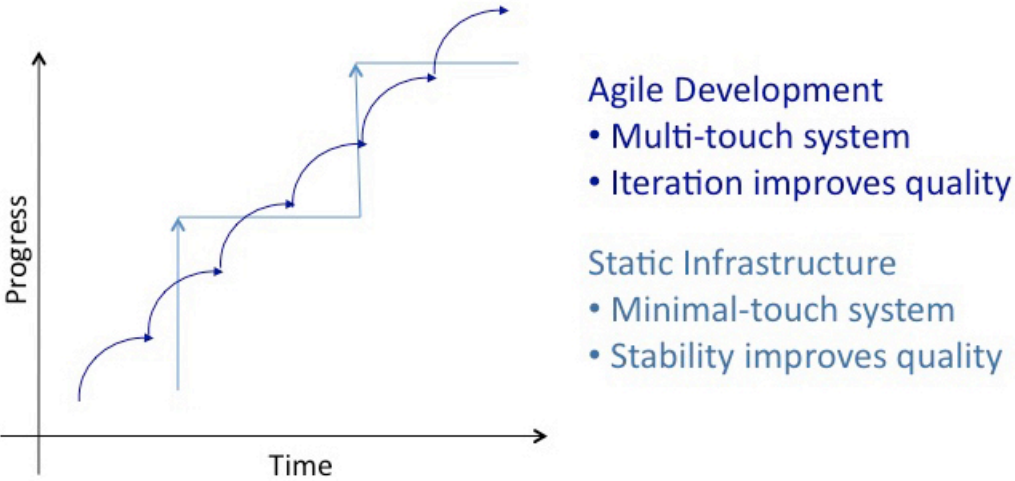 Progress
Time
Agile Development
• Multi-touch system
• Iteration improves quality
Static Infrastructure
• Minimal-touch system
• Stability improves quality